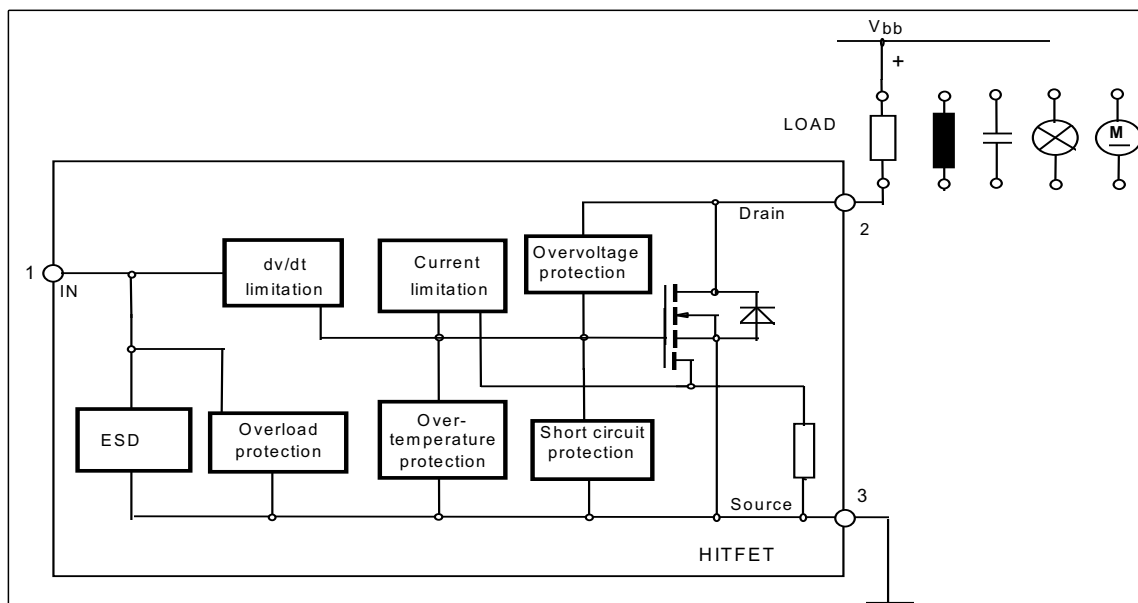 Vbb
+
LOAD
M
Drain
2
1
IN
dv/dt
limitation
Current
limitation
Overvoltage
protection
ESD
Overload
protection
Over-
temperature
protection
Short circuit
protection
Source
3
HITFET